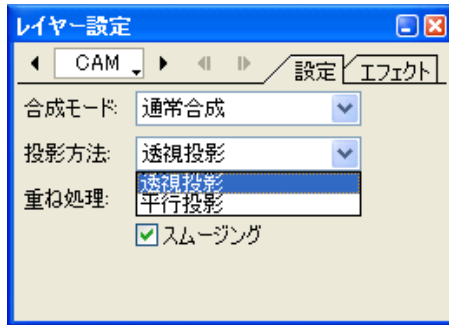 レイヤー設定
CAM
設定 エフェクト
合成モード: 通常合成
投影方法: 透視投影
透視投影
重ね処理: 平行投影
スムージング